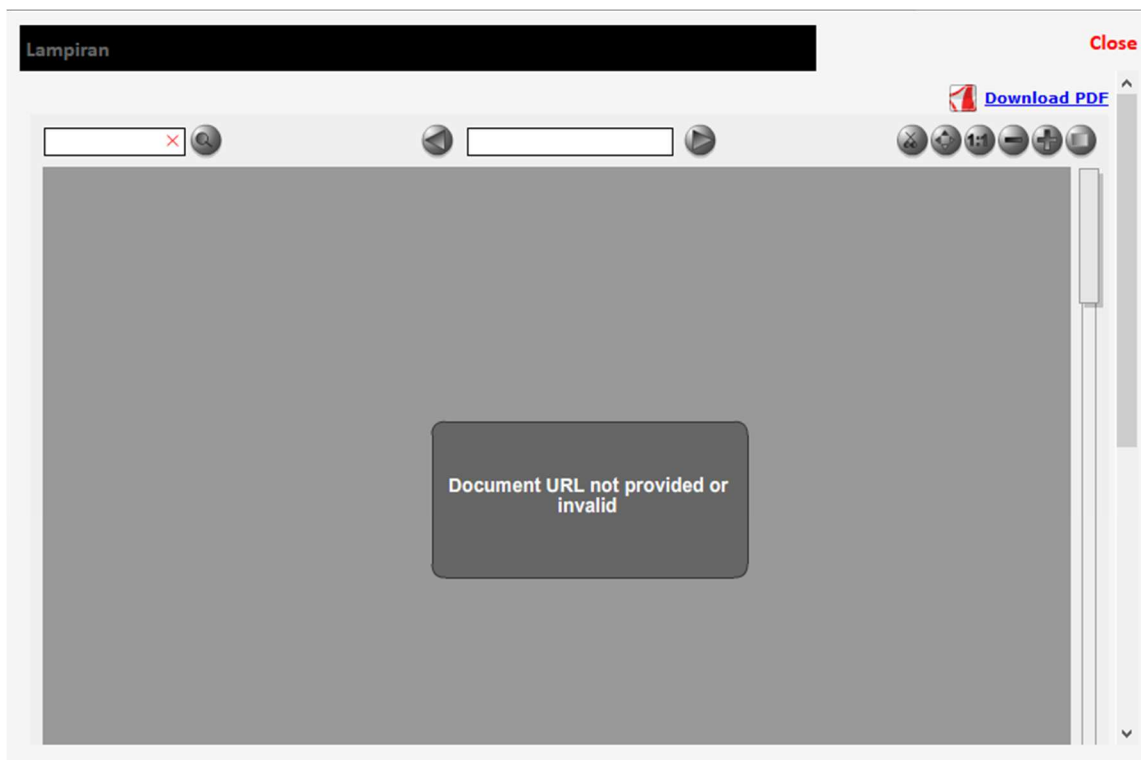 Lampiran
Close
Download PDF
1:1
Document URL not provided or
invalid